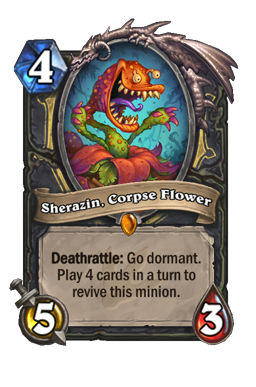 4
Sherazin, Corpse Flower
Deathrattle: Go dormant.
Play 4 cards in a turn to
revive this minion.
5 3